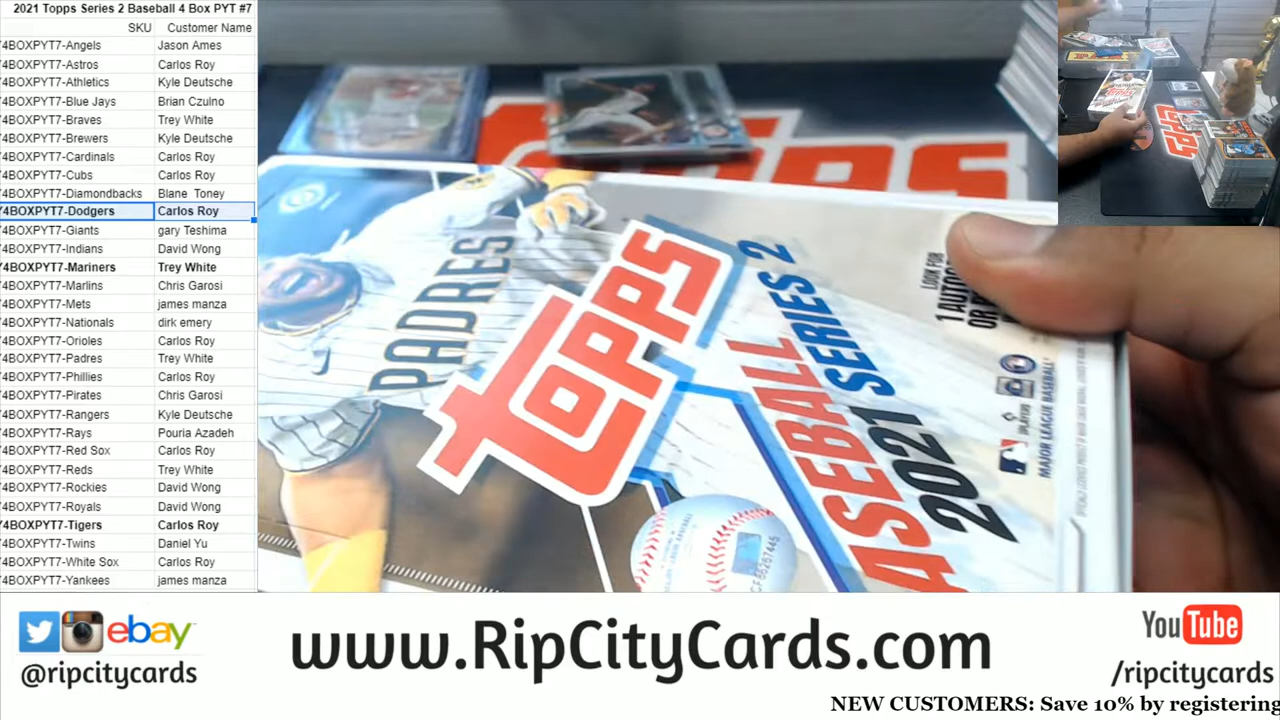 2021 Topps Series 2 Baseball 4 Box PYT #7
SKU Customer Name
4BOXPYT7-Angels Jason Ames
4BOXPYT7-Astros Carlos Roy
4BOXPYT7-Athletics Kyle Deutsche
4BOXPYT7-Blue Jays Brian Czulno
4BOXPYT7-Braves Trey White
4BOXPYT7-Brewers Kyle Deutsche
4BOXPYT7-Cardinals Carlos Roy
4BOXPYT7-Cubs Carlos Roy
4BOXPYT7-Diamondbacks Blane Toney
4BOXPYT7-Dodgers Carlos Roy
4BOXPYT7-Giants gary Teshima
4BOXPYT7-Indians David Wong
4BOXPYT7-Mariners Trey White
4BOXPYT7-Marlins Chris Garosi
4BOXPYT7-Mets james manza
4BOXPYT7-Nationals dirk emery
4BOXPYT7-Orioles Carlos Roy
4BOXPYT7-Padres Trey White
4BOXPYT7-Phillies Carlos Roy
4BOXPYT7-Pirates Chris Garosi
4BOXPYT7-Rangers Kyle Deutsche
4BOXPYT7-Rays Pouria Azadeh
4BOXPYT7-Red Sox Carlos Roy
4BOXPYT7-Reds Trey White
4BOXPYT7-Rockies David Wong
4BOXPYT7-Royals David Wong
4BOXPYT7-Tigers Carlos Roy
4BOXPYT7-Twins Daniel Yu
4BOXPYT7-White Sox Carlos Roy
4BOXPYT7-Yankees james manza
PADRES
Topps
BASEBALL
2021 SERIES 2
LOOK FOR
1 AUTO
OR
PLAYERS
MAJOR LEAGUE BASEBALL
ebay
@ripcitycards
www.RipCityCards.com
YouTube
/ripcitycards
NEW CUSTOMERS: Save 10% by registering